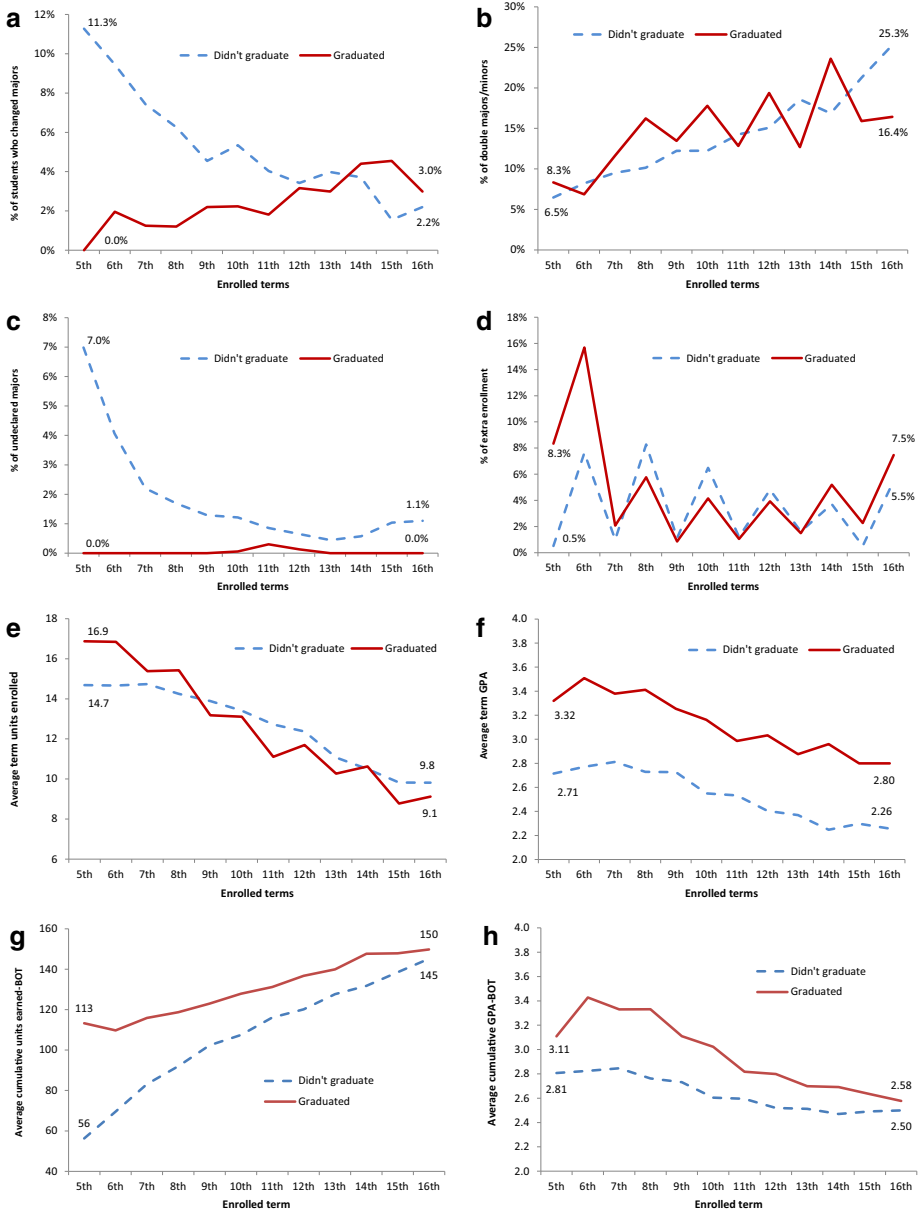 a
12%
10%
8%
6%
4%
2%
0%
% of students who changed majors
11.3%
Didn't graduate
Graduated
0.0%
3.0%
2.2%
5th 6th 7th 8th 9th 10th 11th 12th 13th 14th 15th 16th
Enrolled terms
b
25%
20%
15%
10%
5%
0%
% of double majors/minors
Didn't graduate
Graduated
25.3%
8.3%
6.5%
16.4%
5th 6th 7th 8th 9th 10th 11th 12th 13th 14th 15th 16th
Enrolled terms
c
8%
7%
6%
5%
4%
3%
2%
1%
0%
% of undeclared majors
7.0%
Didn't graduate
Graduated
0.0%
1.1%
0.0%
5th 6th 7th 8th 9th 10th 11th 12th 13th 14th 15th 16th
Enrolled terms
d
18%
16%
14%
12%
10%
8%
6%
4%
2%
0%
% of extra enrollment
Didn't graduate
Graduated
8.3%
0.5%
7.5%
5.5%
5th 6th 7th 8th 9th 10th 11th 12th 13th 14th 15th 16th
Enrolled terms
e
18
16
14
12
10
8
6
Average term units enrolled
16.9
14.7
Didn't graduate
Graduated
9.8
9.1
5th 6th 7th 8th 9th 10th 11th 12th 13th 14th 15th 16th
Enrolled terms
f
4.0
3.8
3.6
3.4
3.2
3.0
2.8
2.6
2.4
2.2
2.0
Average term GPA
Didn't graduate
Graduated
3.32
2.71
2.80
2.26
5th 6th 7th 8th 9th 10th 11th 12th 13th 14th 15th 16th
Enrolled terms
g
160
140
120
100
80
60
40
Average cumulative units earned-BOT
113
56
150
145
Didn't graduate
Graduated
5th 6th 7th 8th 9th 10th 11th 12th 13th 14th 15th 16th
Enrolled term
h
4.0
3.8
3.6
3.4
3.2
3.0
2.8
2.6
2.4
2.2
2.0
Average cumulative GPA-BOT
Didn't graduate
Graduated
3.11
2.81
2.58
2.50
5th 6th 7th 8th 9th 10th 11th 12th 13th 14th 15th 16th
Enrolled term